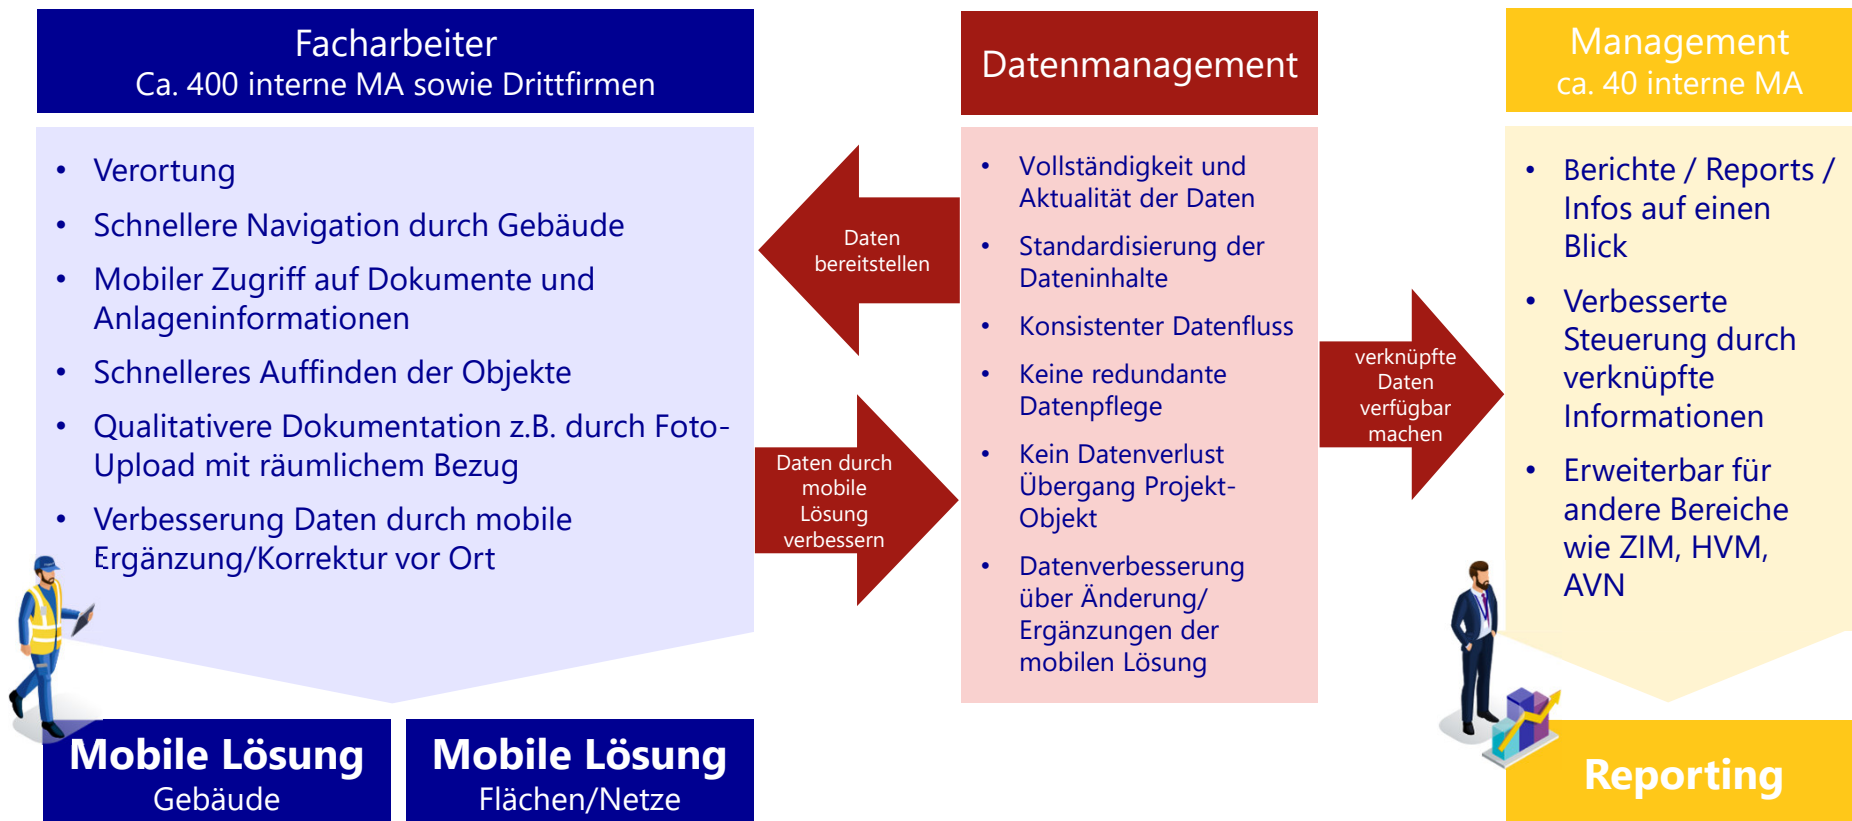 Facharbeiter
Ca. 400 interne MA sowie Drittfirmen
• Verortung
• Schnellere Navigation durch Gebäude
• Mobiler Zugriff auf Dokumente und
Anlageninformationen
• Schnelleres Auffinden der Objekte
• Qualitativere Dokumentation z.B. durch Foto-
Upload mit räumlichem Bezug
• Verbesserung Daten durch mobile
Ergänzung/Korrektur vor Ort
Mobile Lösung
Gebäude
Mobile Lösung
Flächen/Netze
Daten
bereitstellen
Daten durch
mobile
Lösung
verbessern
Datenmanagement
• Vollständigkeit und
Aktualität der Daten
• Standardisierung der
Dateninhalte
• Konsistenter Datenfluss
• Keine redundante
Datenpflege
• Kein Datenverlust
Übergang Projekt-
Objekt
• Datenverbesserung
über Änderung/
Ergänzungen der
mobilen Lösung
verknüpfte
Daten
verfügbar
machen
Management
ca. 40 interne MA
• Berichte / Reports /
Infos auf einen
Blick
• Verbesserte
Steuerung durch
verknüpfte
Informationen
• Erweiterbar für
andere Bereiche
wie ZIM, HVM,
AVN
Reporting